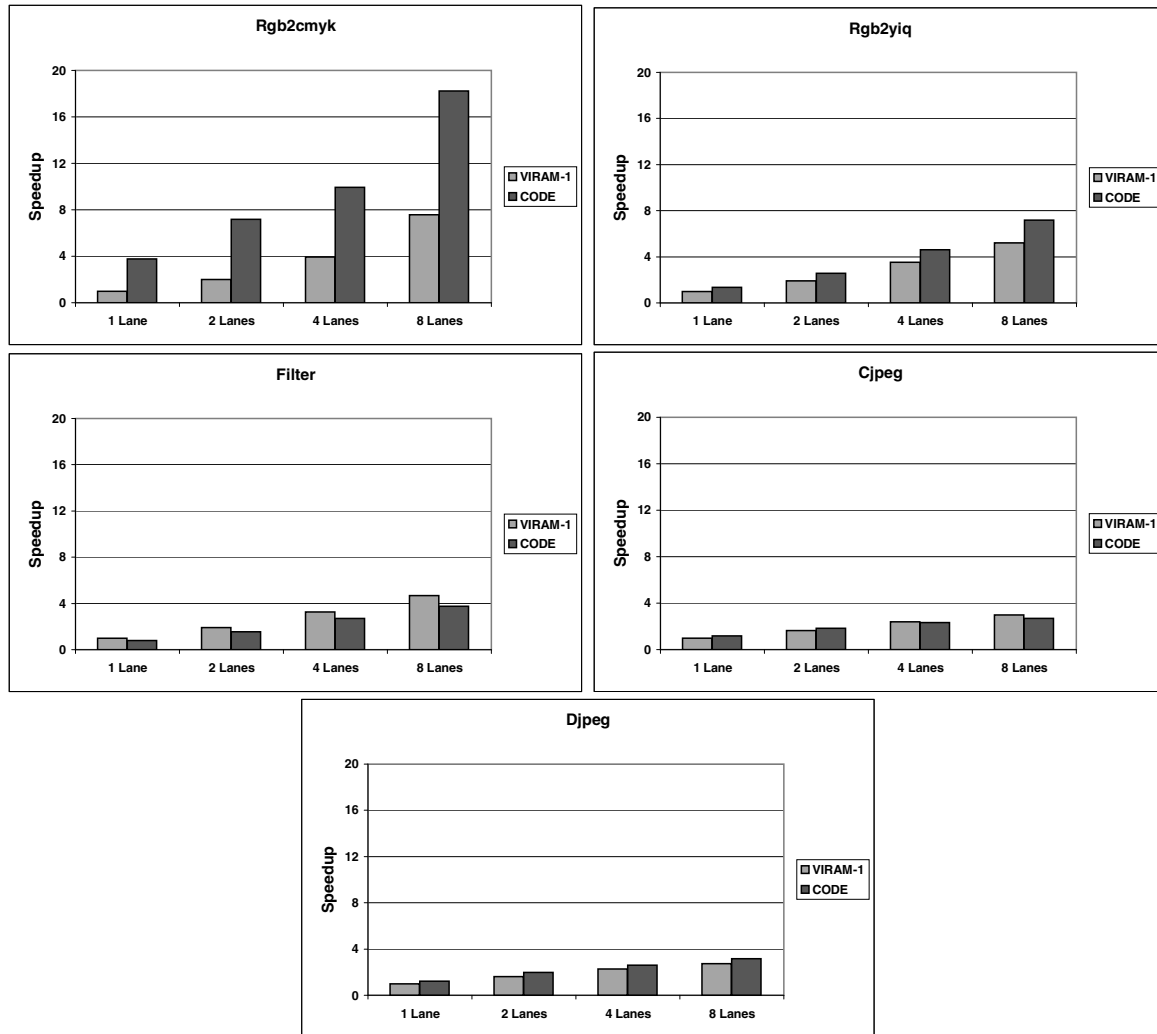 Rgb2cmyk
20
16
12
8
4
0
Speedup
1 Lane 2 Lanes 4 Lanes 8 Lanes
VIRAM-1
CODE
Rgb2yiq
20
16
12
8
4
0
Speedup
1 Lane 2 Lanes 4 Lanes 8 Lanes
VIRAM-1
CODE
Filter
20
16
12
8
4
0
Speedup
1 Lane 2 Lanes 4 Lanes 8 Lanes
VIRAM-1
CODE
Cjpeg
20
16
12
8
4
0
Speedup
1 Lane 2 Lanes 4 Lanes 8 Lanes
VIRAM-1
CODE
Djpeg
20
16
12
8
4
0
Speedup
1 Lane 2 Lanes 4 Lanes 8 Lanes
VIRAM-1
CODE